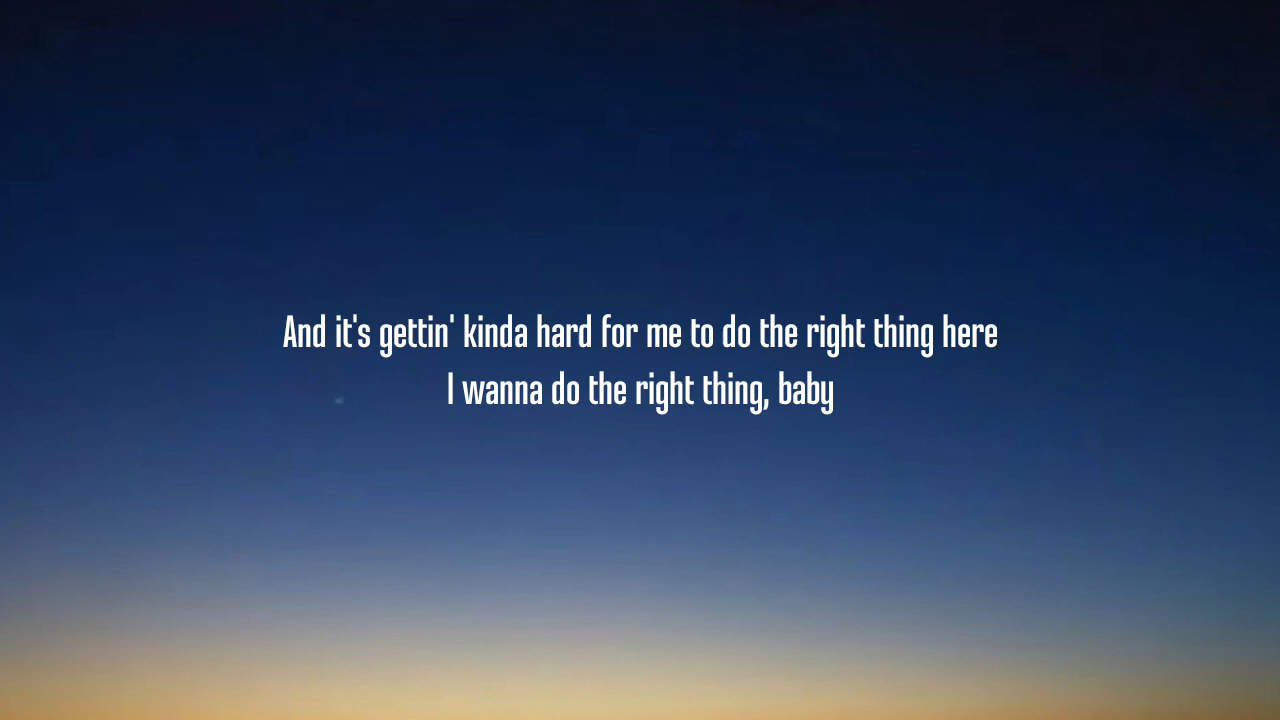 And it's gettin' kinda hard for me to do the right thing here
I wanna do the right thing, baby